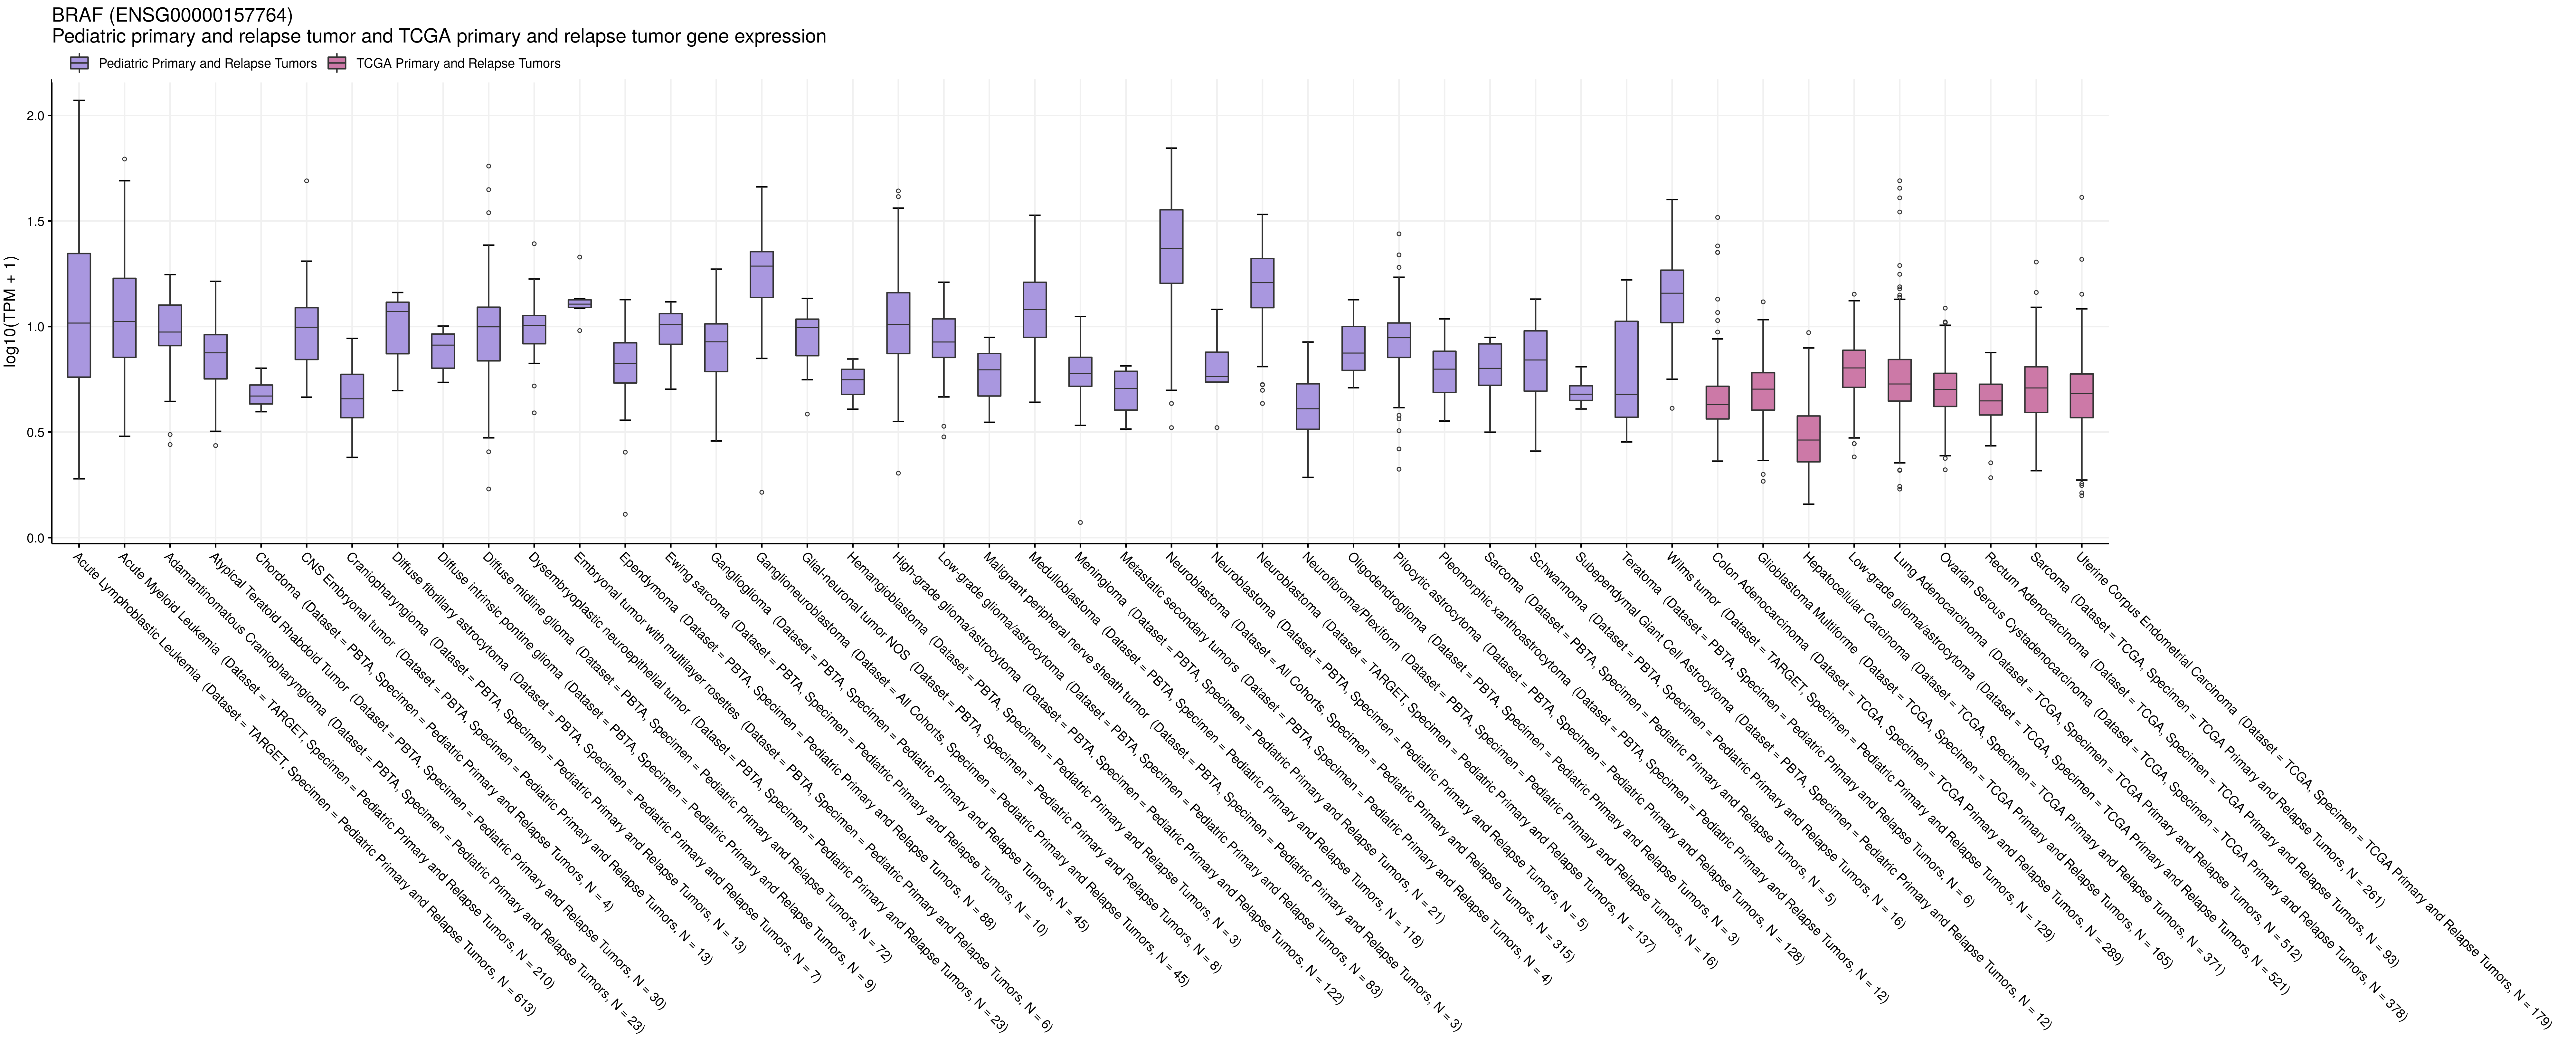 BRAF (ENSG00000157764)
Pediatric primary and relapse tumor and TCGA primary and relapse tumor gene expression
Pediatric Primary and Relapse Tumors
TCGA Primary and Relapse Tumors
log10(TPM + 1)
2.0
1.5
1.0
0.5
0.0
Acute Lymphoblastic Leukemia (Dataset = TARGET, Specimen = Pediatric Primary and Relapse Tumors, N = 613)
Acute Myeloid Leukemia (Dataset = TARGET, Specimen = Pediatric Primary and Relapse Tumors, N = 210)
Adamantinomatous Craniopharyngioma (Dataset = PBTA, Specimen = Pediatric Primary and Relapse Tumors, N = 23)
Atypical Teratoid Rhabdoid Tumor (Dataset = PBTA, Specimen = Pediatric Primary and Relapse Tumors, N = 30)
Chordoma (Dataset = PBTA, Specimen = Pediatric Primary and Relapse Tumors, N = 4)
CNS Embryonal tumor (Dataset = PBTA, Specimen = Pediatric Primary and Relapse Tumors, N = 13)
Craniopharyngioma (Dataset = PBTA, Specimen = Pediatric Primary and Relapse Tumors, N = 13)
Diffuse fibrillary astrocytoma (Dataset = PBTA, Specimen = Pediatric Primary and Relapse Tumors, N = 7)
Diffuse intrinsic pontine glioma (Dataset = PBTA, Specimen = Pediatric Primary and Relapse Tumors, N = 9)
Diffuse midline glioma (Dataset = PBTA, Specimen = Pediatric Primary and Relapse Tumors, N = 72)
Dysembryoplastic neuroepithelial tumor (Dataset = PBTA, Specimen = Pediatric Primary and Relapse Tumors, N = 23)
Embryonal tumor with multilayer rosettes (Dataset = PBTA, Specimen = Pediatric Primary and Relapse Tumors, N = 6)
Ependymoma (Dataset = PBTA, Specimen = Pediatric Primary and Relapse Tumors, N = 88)
Ewing sarcoma (Dataset = PBTA, Specimen = Pediatric Primary and Relapse Tumors, N = 10)
Ganglioglioma (Dataset = PBTA, Specimen = Pediatric Primary and Relapse Tumors, N = 45)
Ganglioneuroblastoma (Dataset = All Cohorts, Specimen = Pediatric Primary and Relapse Tumors, N = 45)
Glial-neuronal tumor NOS (Dataset = PBTA, Specimen = Pediatric Primary and Relapse Tumors, N = 8)
Hemangioblastoma (Dataset = PBTA, Specimen = Pediatric Primary and Relapse Tumors, N = 3)
High-grade glioma/astrocytoma (Dataset = PBTA, Specimen = Pediatric Primary and Relapse Tumors, N = 122)
Low-grade glioma/astrocytoma (Dataset = PBTA, Specimen = Pediatric Primary and Relapse Tumors, N = 83)
Malignant peripheral nerve sheath tumor (Dataset = PBTA, Specimen = Pediatric Primary and Relapse Tumors, N = 3)
Medulloblastoma (Dataset = PBTA, Specimen = Pediatric Primary and Relapse Tumors, N = 118)
Meningioma (Dataset = PBTA, Specimen = Pediatric Primary and Relapse Tumors, N = 21)
Metastatic secondary tumors (Dataset = PBTA, Specimen = Pediatric Primary and Relapse Tumors, N = 4)
Neuroblastoma (Dataset = All Cohorts, Specimen = Pediatric Primary and Relapse Tumors, N = 315)
Neuroblastoma (Dataset = PBTA, Specimen = Pediatric Primary and Relapse Tumors, N = 5)
Neuroblastoma (Dataset = TARGET, Specimen = Pediatric Primary and Relapse Tumors, N = 137)
Neurofibroma/Plexiform (Dataset = PBTA, Specimen = Pediatric Primary and Relapse Tumors, N = 16)
Oligodendroglioma (Dataset = PBTA, Specimen = Pediatric Primary and Relapse Tumors, N = 3)
Pilocytic astrocytoma (Dataset = PBTA, Specimen = Pediatric Primary and Relapse Tumors, N = 128)
Pleomorphic xanthoastrocytoma (Dataset = PBTA, Specimen = Pediatric Primary and Relapse Tumors, N = 12)
Sarcoma (Dataset = PBTA, Specimen = Pediatric Primary and Relapse Tumors, N = 5)
Schwannoma (Dataset = PBTA, Specimen = Pediatric Primary and Relapse Tumors, N = 16)
Subependymal Giant Cell Astrocytoma (Dataset = PBTA, Specimen = Pediatric Primary and Relapse Tumors, N = 12)
Teratoma (Dataset = PBTA, Specimen = Pediatric Primary and Relapse Tumors, N = 6)
Wilms tumor (Dataset = TARGET, Specimen = Pediatric Primary and Relapse Tumors, N = 129)
Colon Adenocarcinoma (Dataset = TCGA, Specimen = TCGA Primary and Relapse Tumors, N = 289)
Glioblastoma Multiforme (Dataset = TCGA, Specimen = TCGA Primary and Relapse Tumors, N = 165)
Hepatocellular Carcinoma (Dataset = TCGA, Specimen = TCGA Primary and Relapse Tumors, N = 371)
Low-grade glioma/astrocytoma (Dataset = TCGA, Specimen = TCGA Primary and Relapse Tumors, N = 521)
Lung Adenocarcinoma (Dataset = TCGA, Specimen = TCGA Primary and Relapse Tumors, N = 512)
Ovarian Serous Cystadenocarcinoma (Dataset = TCGA, Specimen = TCGA Primary and Relapse Tumors, N = 378)
Rectum Adenocarcinoma (Dataset = TCGA, Specimen = TCGA Primary and Relapse Tumors, N = 93)
Sarcoma (Dataset = TCGA, Specimen = TCGA Primary and Relapse Tumors, N = 261)
Uterine Corpus Endometrial Carcinoma (Dataset = TCGA, Specimen = TCGA Primary and Relapse Tumors, N = 179)